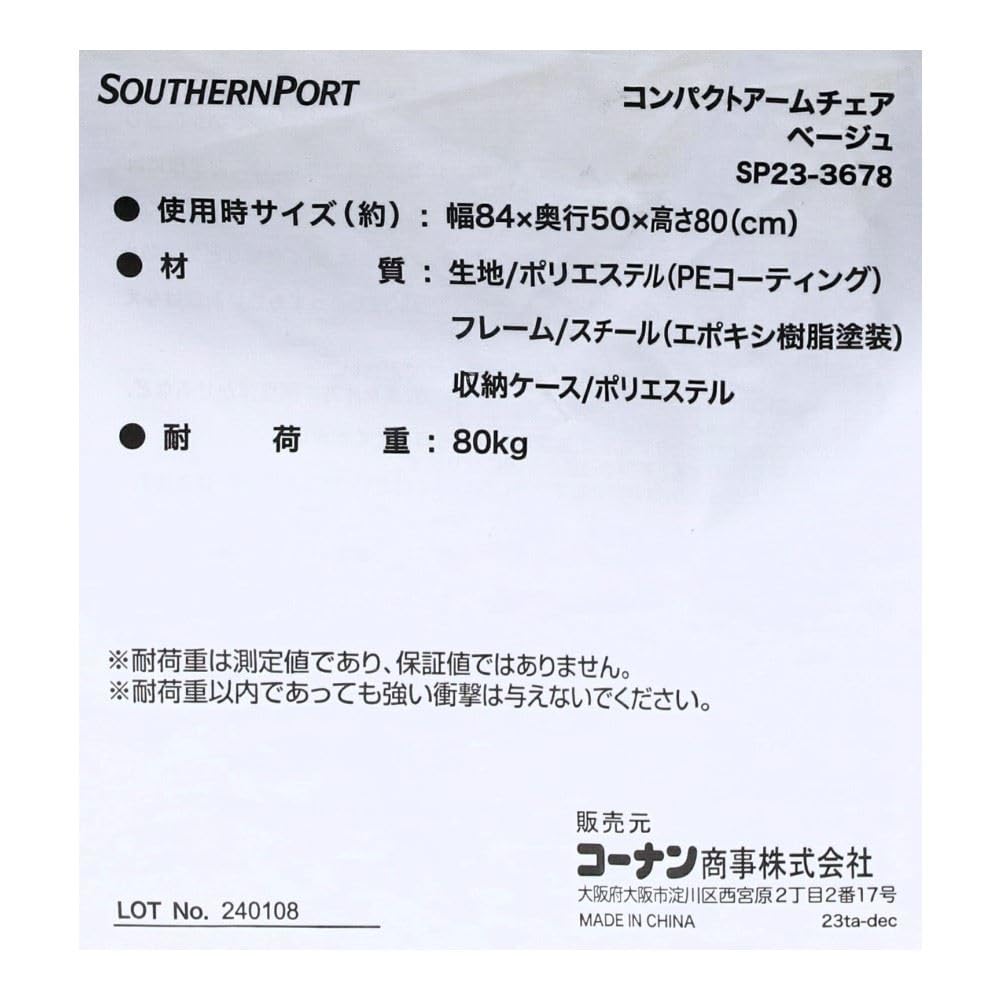 SOUTHERNPORT
コンパクトアームチェア
ベージュ
SP23-3678
● 使用時サイズ(約) : 幅84×奥行50×高さ80(cm)
● 材 質 : 生地/ポリエステル(PEコーティング)
フレーム/スチール(エポキシ樹脂塗装)
収納ケース/ポリエステル
● 耐 荷 重 : 80kg
※耐荷重は測定値であり、保証値ではありません。
※耐荷重以内であっても強い衝撃は与えないでください。
販売元
コーナン商事株式会社
大阪府大阪市淀川区西宮原2丁目2番17号
MADE IN CHINA 23ta-dec
LOT No. 240108